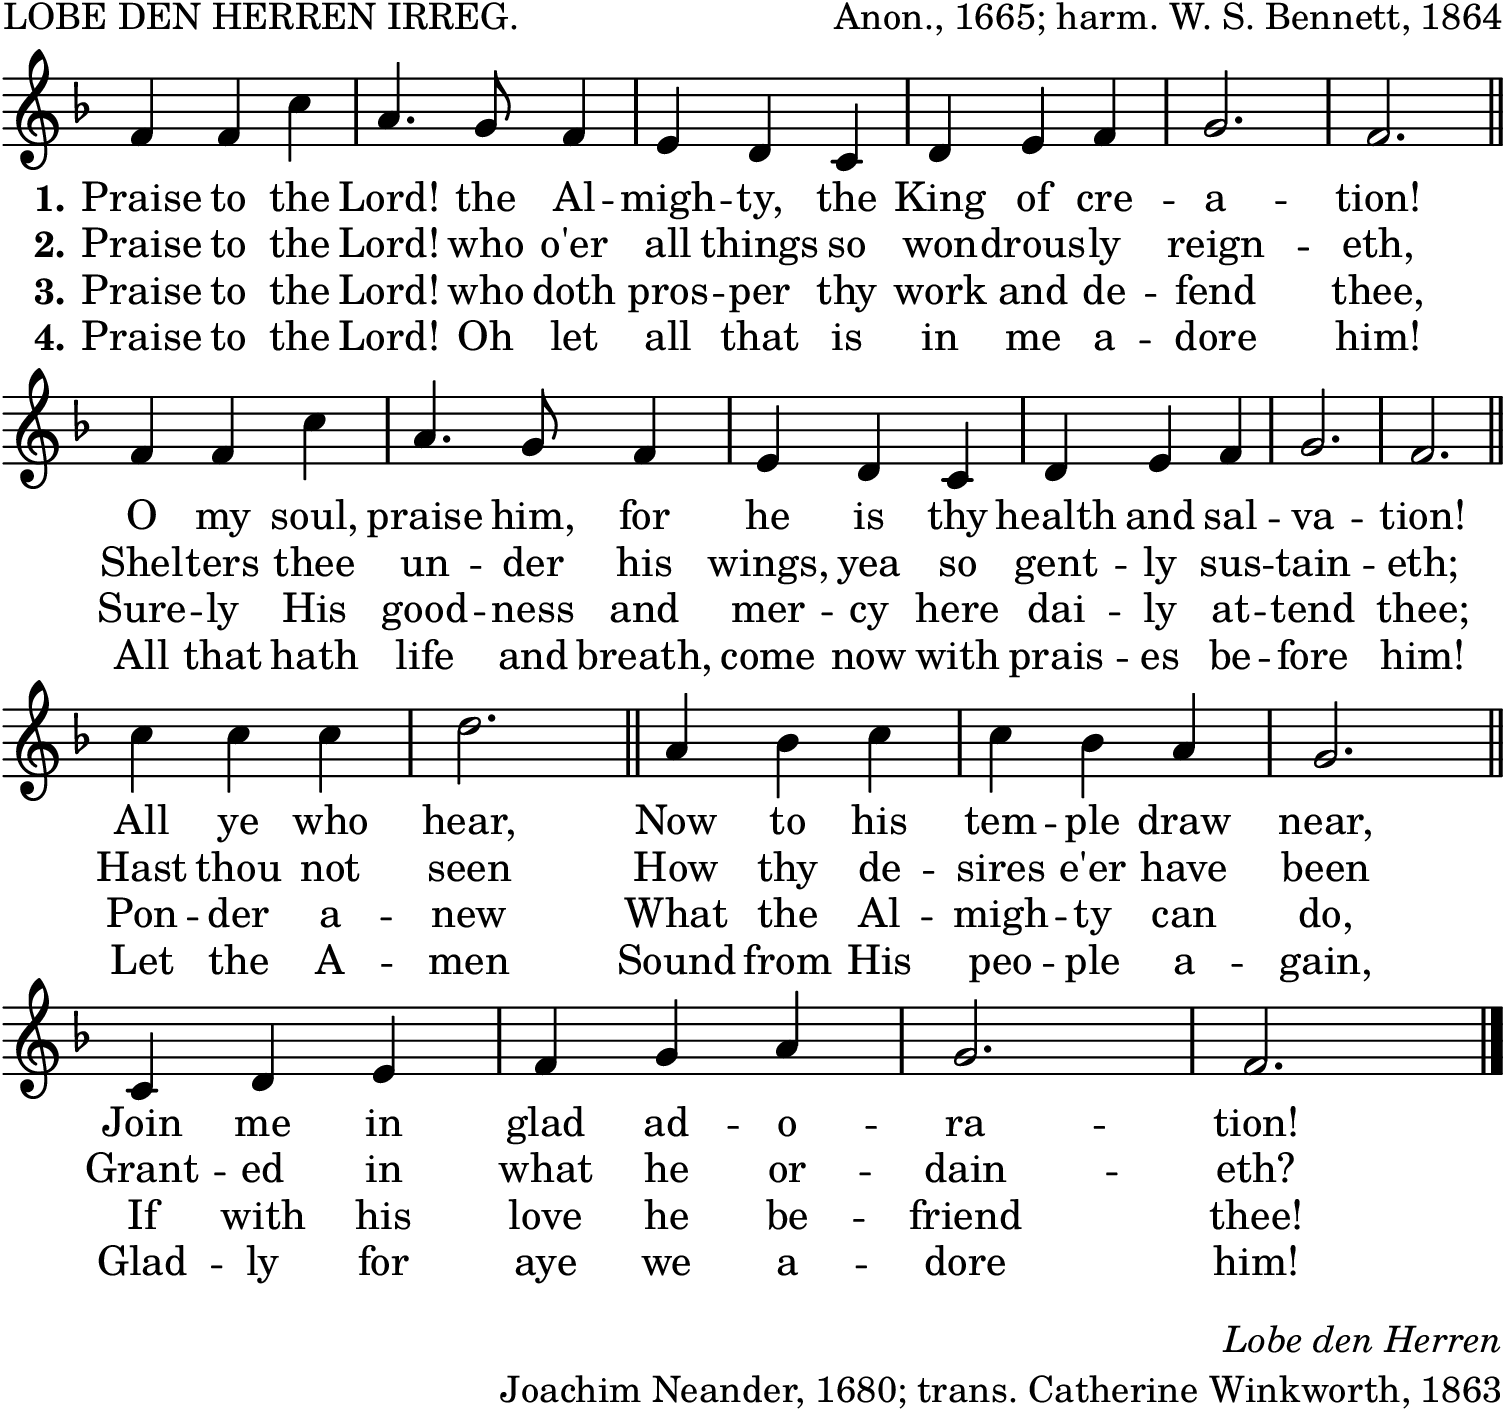 LOBE DEN HERREN IRREG. Anon., 1665; harm. W. S. Bennett, 1864
1. Praise to the Lord! the Al -- migh -- ty, the King of cre - a - tion!
2. Praise to the Lord! who o'er all things so wondrously reign - eth,
3. Praise to the Lord! who doth pros -- per thy work and de - fend thee,
4. Praise to the Lord! Oh let all that is in me a - dore him!
O my soul, praise him, for he is thy health and sal - va - tion!
Shelters thee un - der his wings, yea so gent - ly sus -- tain - eth;
Sure -- ly His good - ness and mer - cy here dai - ly at -- tend thee;
All that hath life and breath, come now with prais - es be -- fore him!
All ye who hear, Now to his tem -- ple draw near,
Hast thou not seen How thy de - sires e'er have been
Pon - der a - new What the Al - migh -- ty can do,
Let the A - men Sound from His peo - ple a - gain,
Join me in glad ad - o - ra - tion!
Grant - ed in what he or - dain - eth?
If with his love he be - friend thee!
Glad - ly for aye we a - dore him!
Lobe den Herren
Joachim Neander, 1680; trans. Catherine Winkworth, 1863